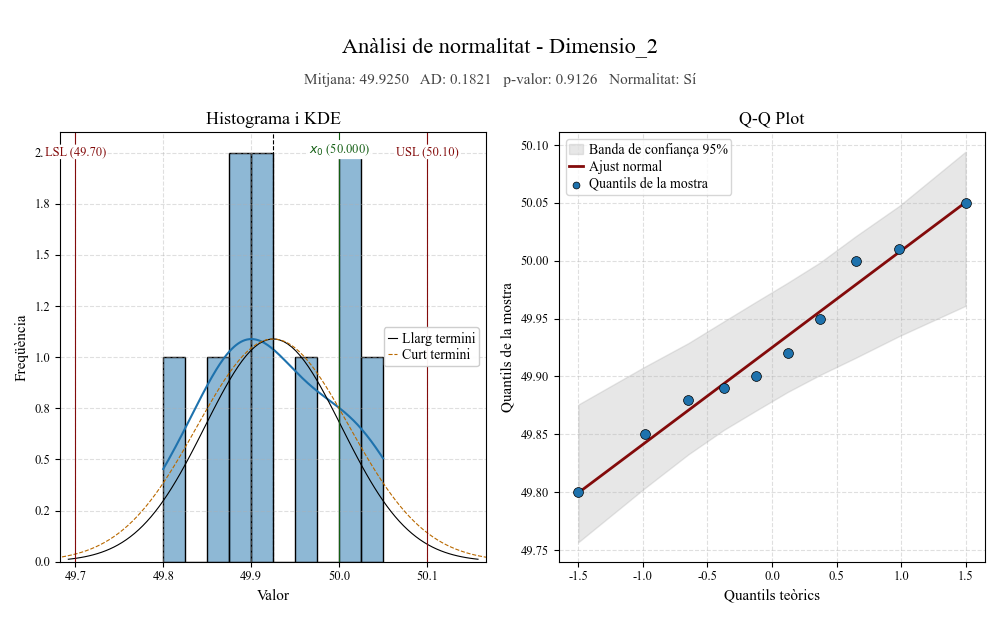 Anàlisi de normalitat - Dimensio_2
Mitjana: 49.9250 AD: 0.1821 p-valor: 0.9126 Normalitat: Sí
Histograma i KDE
LSL (49.70)
x0 (50.000)
USL (50.10)
2.
1.8
1.5
1.2
1.0
0.8
0.5
0.2
0.0
Freqüència
Llarg termini
Curt termini
49.7 49.8 49.9 50.0 50.1
Valor
Q-Q Plot
Banda de confiança 95%
Ajust normal
Quantils de la mostra
50.10
50.05
50.00
49.95
49.90
49.85
49.80
49.75
Quantils de la mostra
-1.5 -1.0 -0.5 0.0 0.5 1.0 1.5
Quantils teòrics